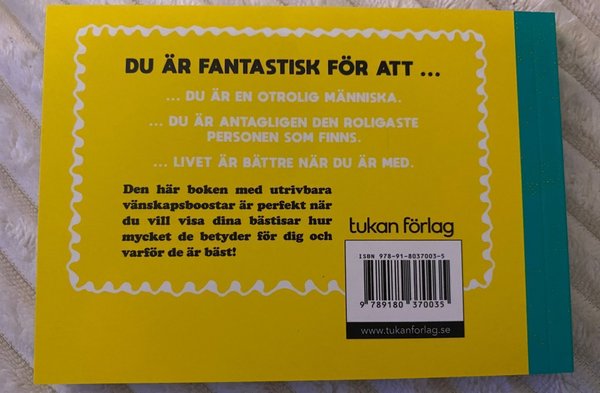 DU ÄR FANTASTISK FÖR ATT ...
... DU ÄR EN OTROLIG MÄNNISKA.
... DU ÄR ANTAGLIGEN DEN ROLIGASTE
PERSONEN SOM FINNS.
... LIVET ÄR BÄTTRE NÄR DU ÄR MED.
Den här boken med utrivbara
vänskapsboostar är perfekt när
du vill visa dina bästisar hur
mycket de betyder för dig och
varför de är bäst!
tukan förlag
ISBN 978-91-8037003-5
9 789180 370035
www.tukanforlag.se